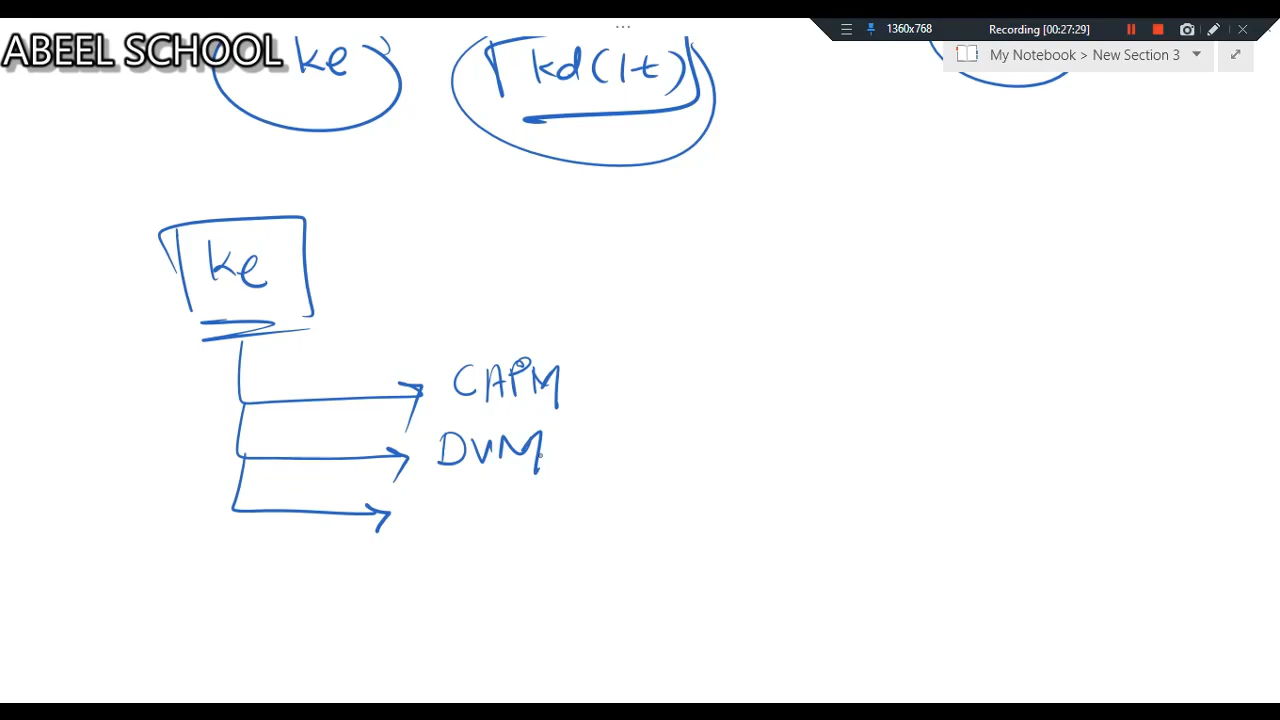 ABEEL SCHOOL
1360x768
Recording [00:27:29]
My Notebook > New Section 3
ke
kd(1-t)
ke
CAPM
DVM